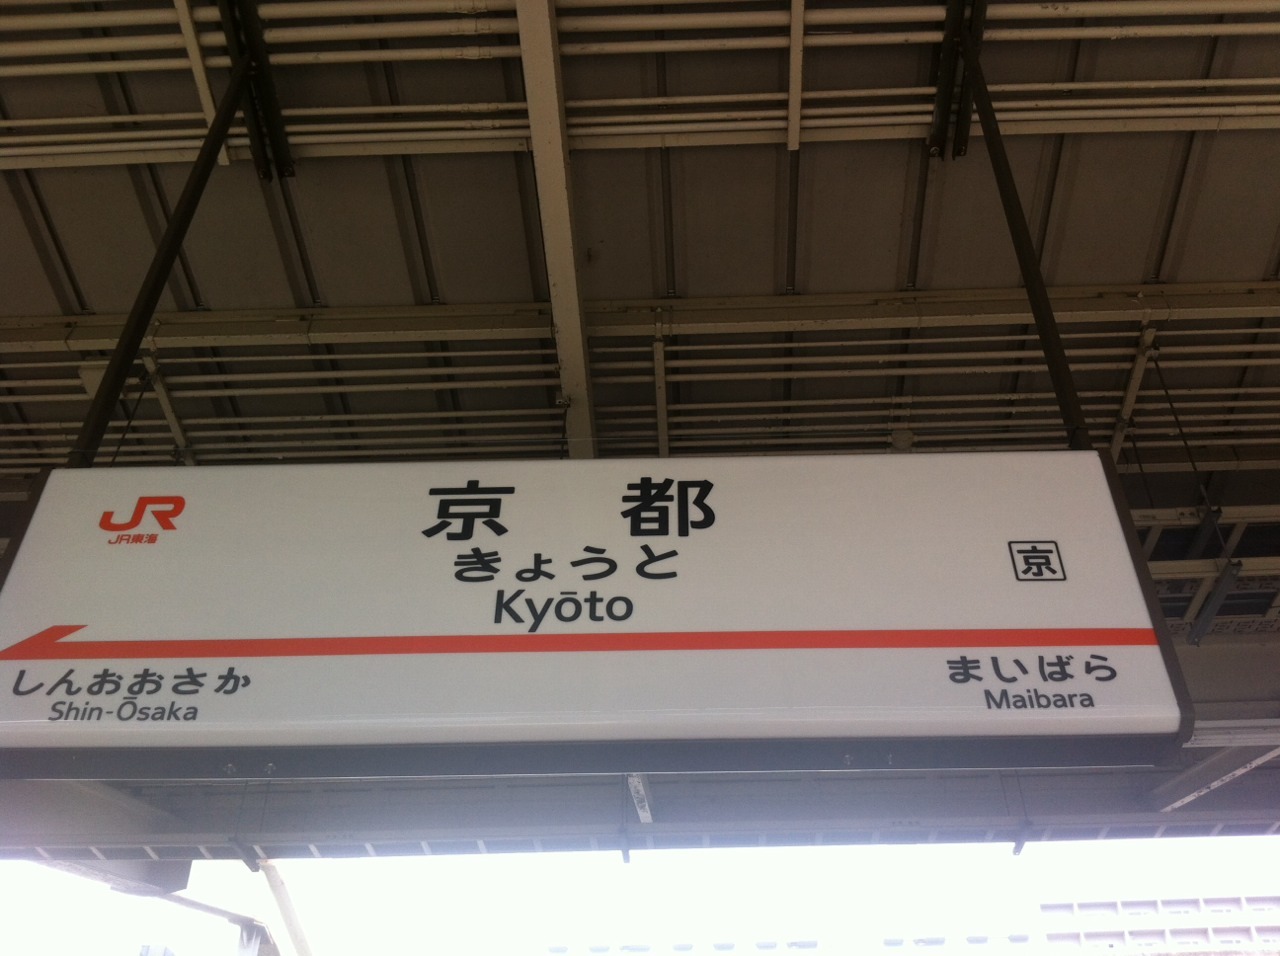 JR
JR東海
京都
きょうと
Kyōto
京
しんおおさか
Shin-Ōsaka
まいばら
Maibara